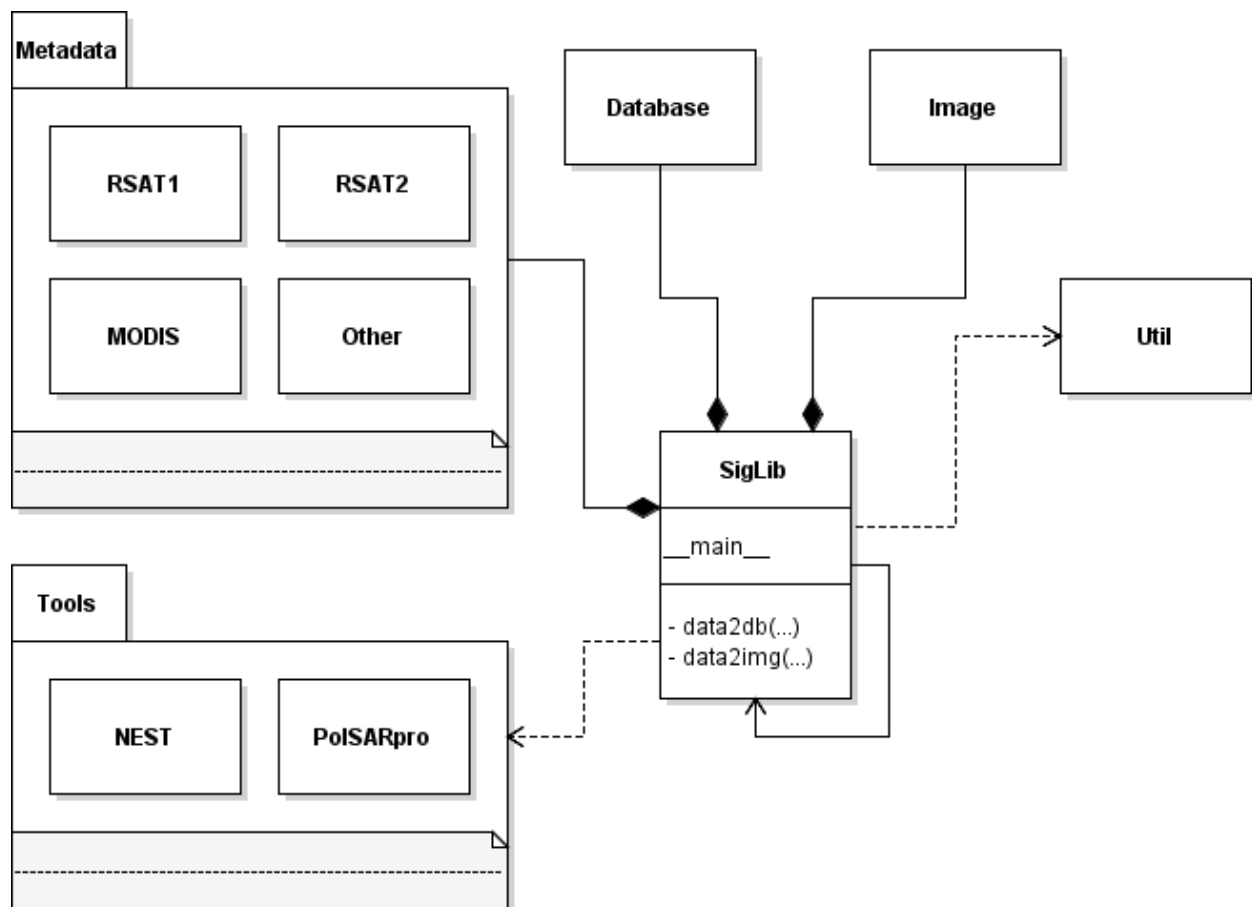 Metadata
RSAT1
RSAT2
MODIS
Other
Database
Image
Util
SigLib
__main__
- data2db(...)
- data2img(...)
Tools
NEST
PolSARpro